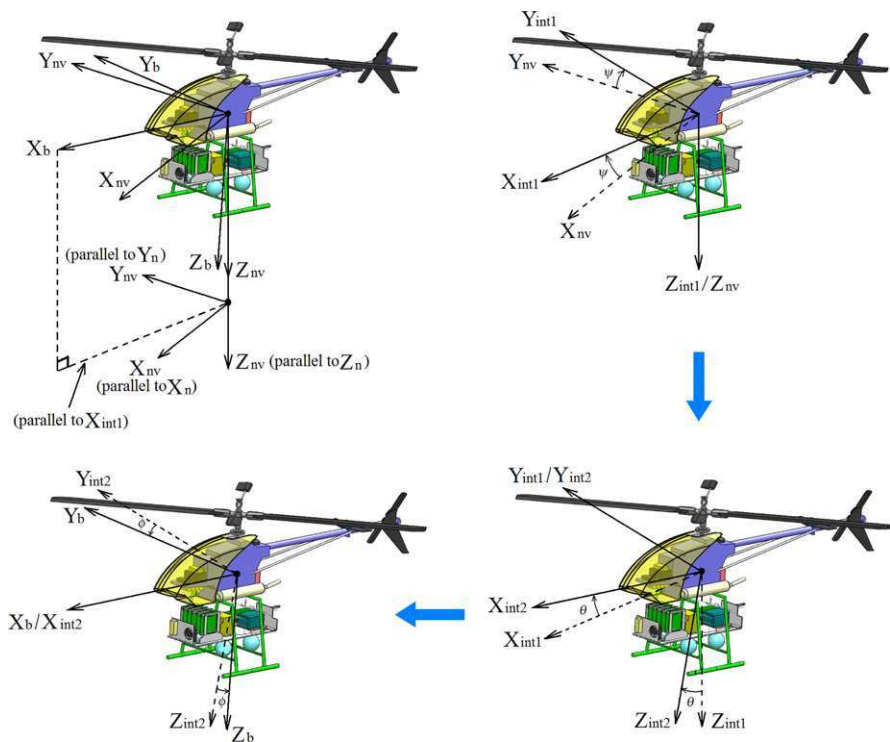 Y_nv
Y_b
X_b
X_nv
(parallel to Y_n)
Z_b
Z_nv
Y_nv
X_nv
Z_nv (parallel to Z_n)
(parallel to X_n)
(parallel to X_int1)
Y_int1
Y_nv
ψ
X_int1
ψ
X_nv
Z_int1/Z_nv
Y_int2
Y_b
ϕ
X_b/X_int2
ϕ
Z_int2
Z_b
Y_int1/Y_int2
X_int2
θ
X_int1
θ
Z_int2
Z_int1